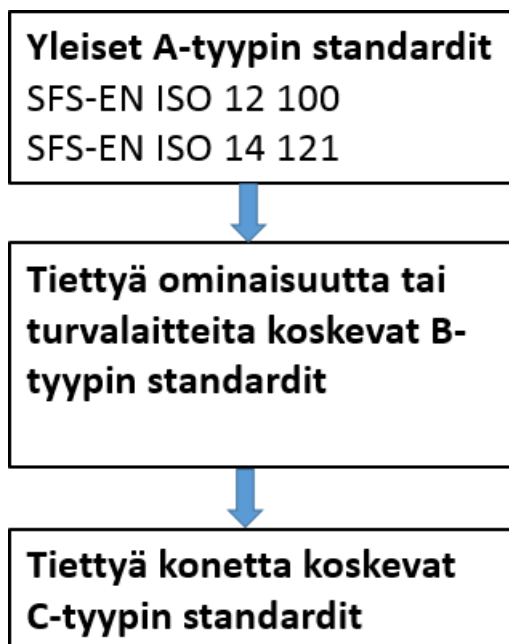 Yleiset A-tyypin standardit
SFS-EN ISO 12 100
SFS-EN ISO 14 121
Tiettyä ominaisuutta tai
turvalaitteita koskevat B-
tyypin standardit
Tiettyä konetta koskevat
C-tyypin standardit